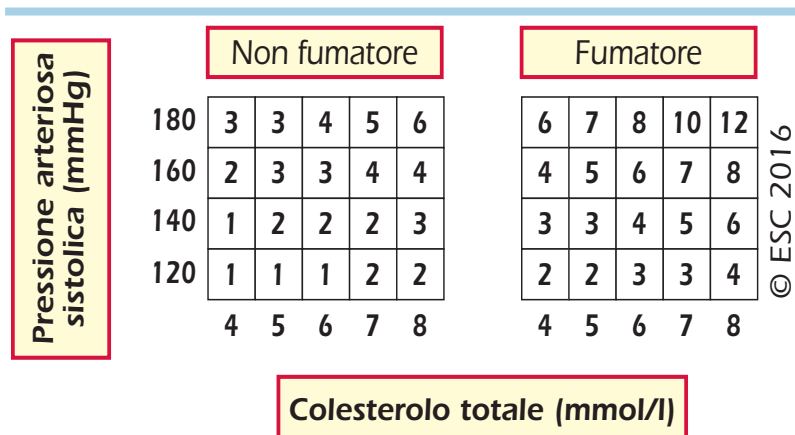 Non fumatore Fumatore
Pressione arteriosa
sistolica (mmHg)
180 3 3 4 5 6 6 7 8 10 12
160 2 3 3 4 4 4 5 6 7 8
140 1 2 2 2 3 3 3 4 5 6
120 1 1 1 2 2 2 2 3 3 4
4 5 6 7 8 4 5 6 7 8
© ESC 2016
Colesterolo totale (mmol/l)